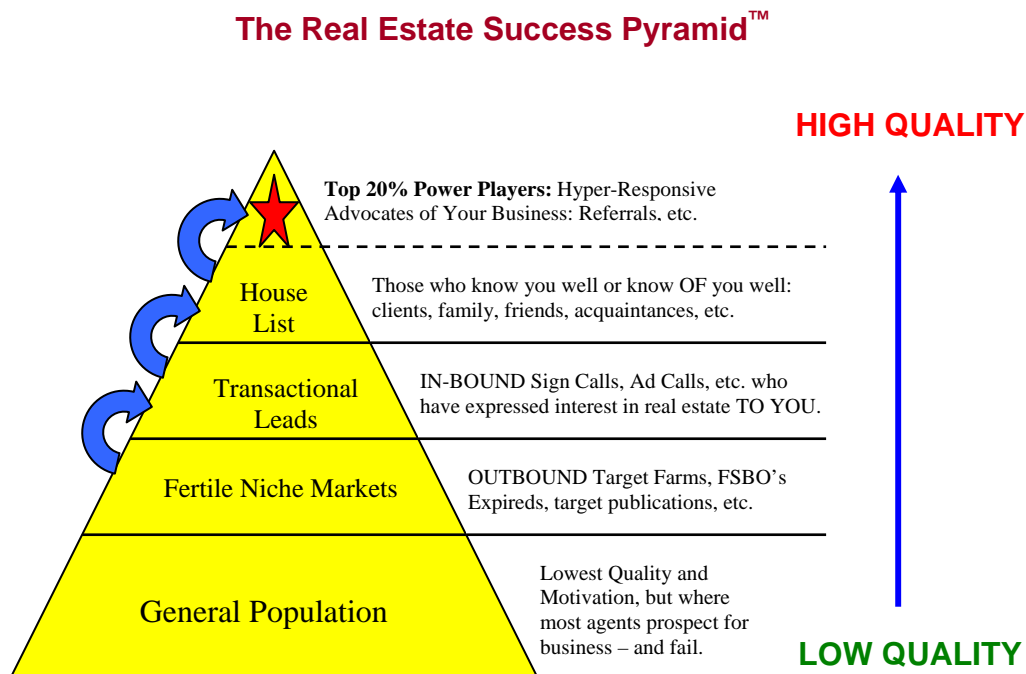 The Real Estate Success Pyramid™
HIGH QUALITY
Top 20% Power Players: Hyper-Responsive
Advocates of Your Business: Referrals, etc.
House
List
Those who know you well or know OF you well:
clients, family, friends, acquaintances, etc.
Transactional
Leads
IN-BOUND Sign Calls, Ad Calls, etc. who
have expressed interest in real estate TO YOU.
Fertile Niche Markets
OUTBOUND Target Farms, FSBO's
Expireds, target publications, etc.
General Population
Lowest Quality and
Motivation, but where
most agents prospect for
business – and fail.
LOW QUALITY